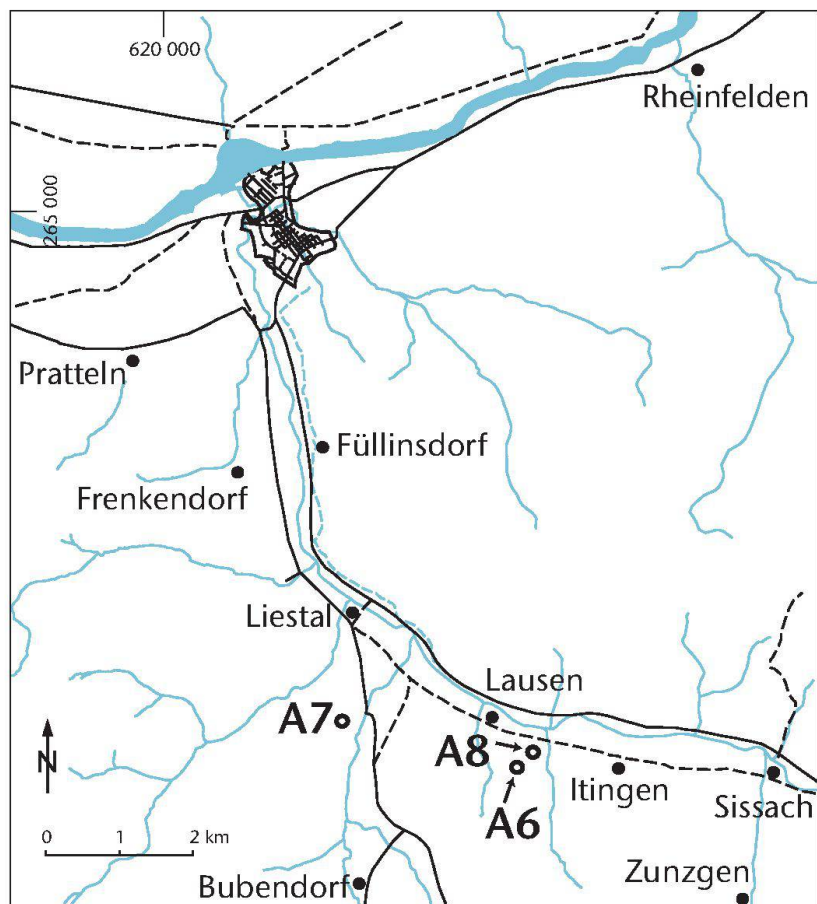 620 000
Rheinfelden
265 000
Pratteln
Füllinsdorf
Frenkendorf
Liestal
Lausen
A7
A8
N
Itingen
Sissach
A6
0 1 2 km
Bubendorf
Zunzgen